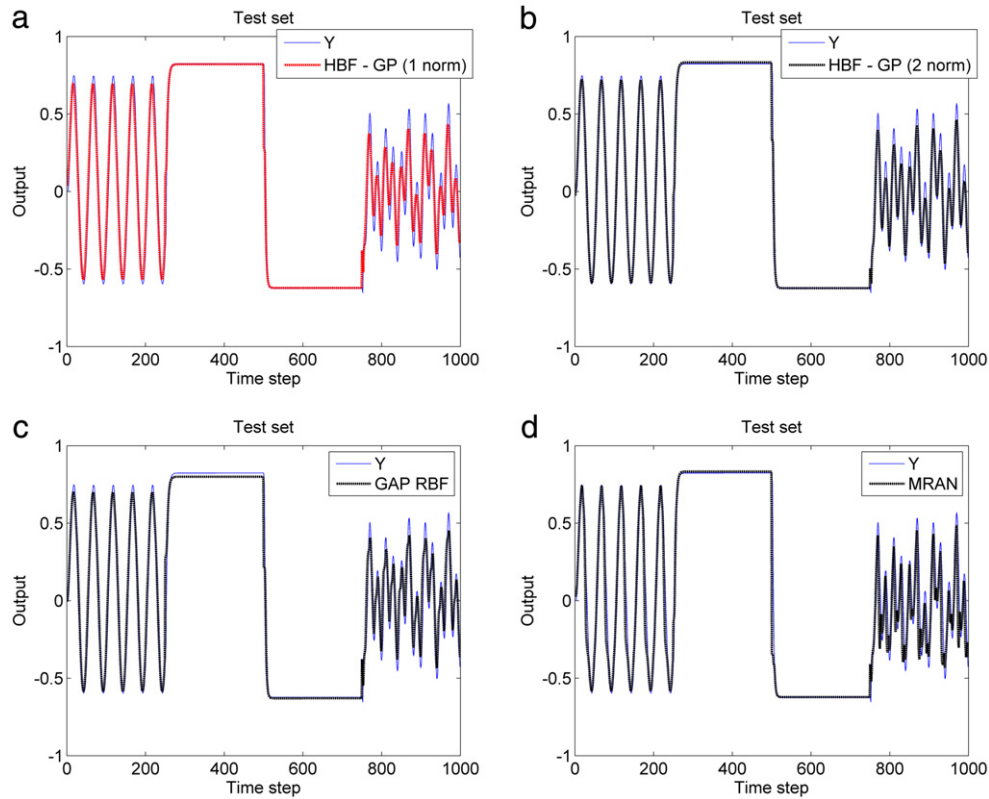 a
Test set
Y
HBF - GP (1 norm)
1
0.5
0
-0.5
-1
Output
0 200 400 600 800 1000
Time step
b
Test set
Y
HBF - GP (2 norm)
1
0.5
0
-0.5
-1
Output
0 200 400 600 800 1000
Time step
c
Test set
Y
GAP RBF
1
0.5
0
-0.5
-1
Output
0 200 400 600 800 1000
Time step
d
Test set
Y
MRAN
1
0.5
0
-0.5
-1
Output
0 200 400 600 800 1000
Time step